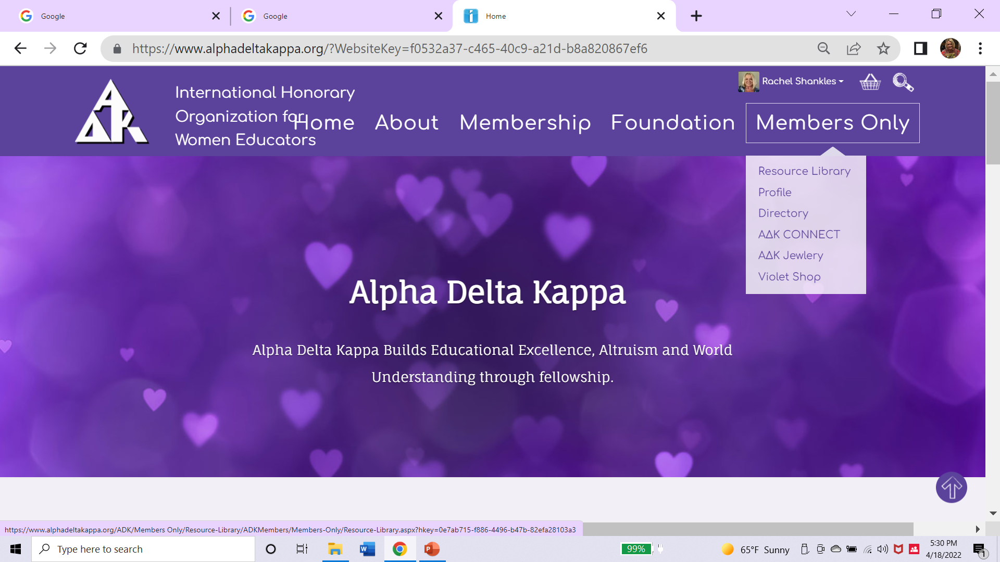 Google
Google
Home
https://www.alphadeltakappa.org/?WebsiteKey=f0532a37-c465-40c9-a21d-b8a820867ef6
Rachel Shankles
AΔK
International Honorary
Organization for
Women Educators
Home About Membership Foundation Members Only
Resource Library
Profile
Directory
AΔK CONNECT
AΔK Jewlery
Violet Shop
Alpha Delta Kappa
Alpha Delta Kappa Builds Educational Excellence, Altruism and World
Understanding through fellowship.
https://www.alphadeltakappa.org/ADK/Members Only/Resource-Library/ADKMembers/Members-Only/Resource-Library.aspx?hkey=0e7ab715-f886-4496-b47b-82efa28103a3
Type here to search
99%
65°F Sunny
5:30 PM
4/18/2022
1